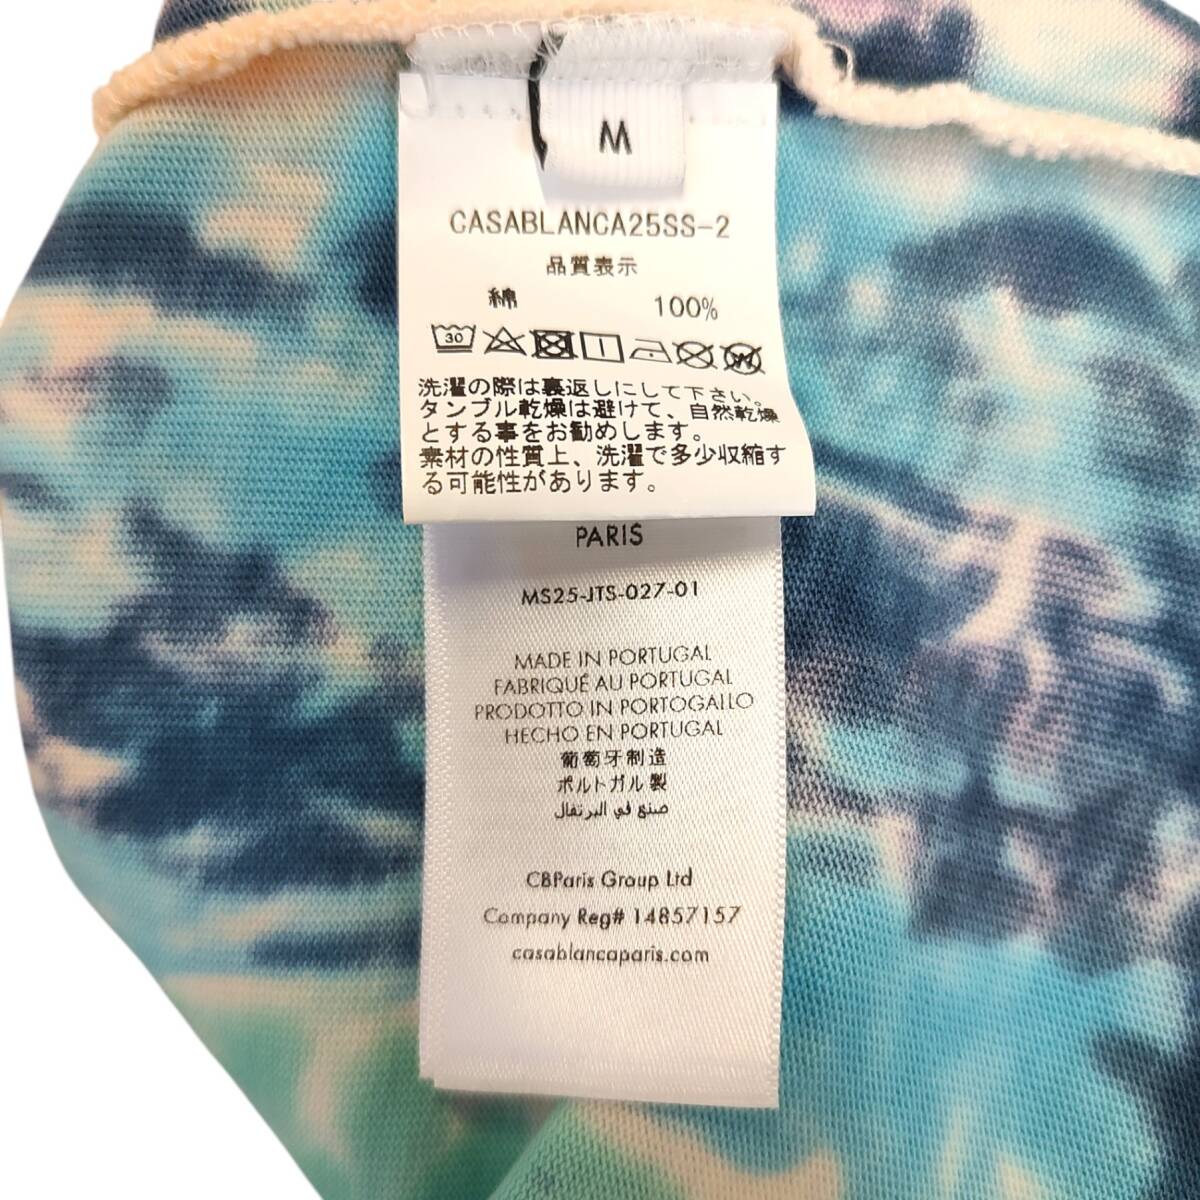 M
CASABLANCA25SS-2
品質表示
綿 100%
30
洗濯の際は裏返しにして下さい。
タンブル乾燥は避けて、自然乾燥
とする事をお勧めします。
素材の性質上、洗濯で多少収縮す
る可能性があります。
PARIS
MS25-JTS-027-01
MADE IN PORTUGAL
FABRIQUÉ AU PORTUGAL
PRODOTTO IN PORTOGALLO
HECHO EN PORTUGAL
葡萄牙制造
ポルトガル製
صنع في البرتغال
CBParis Group Ltd
Company Reg# 14857157
casablancaparis.com